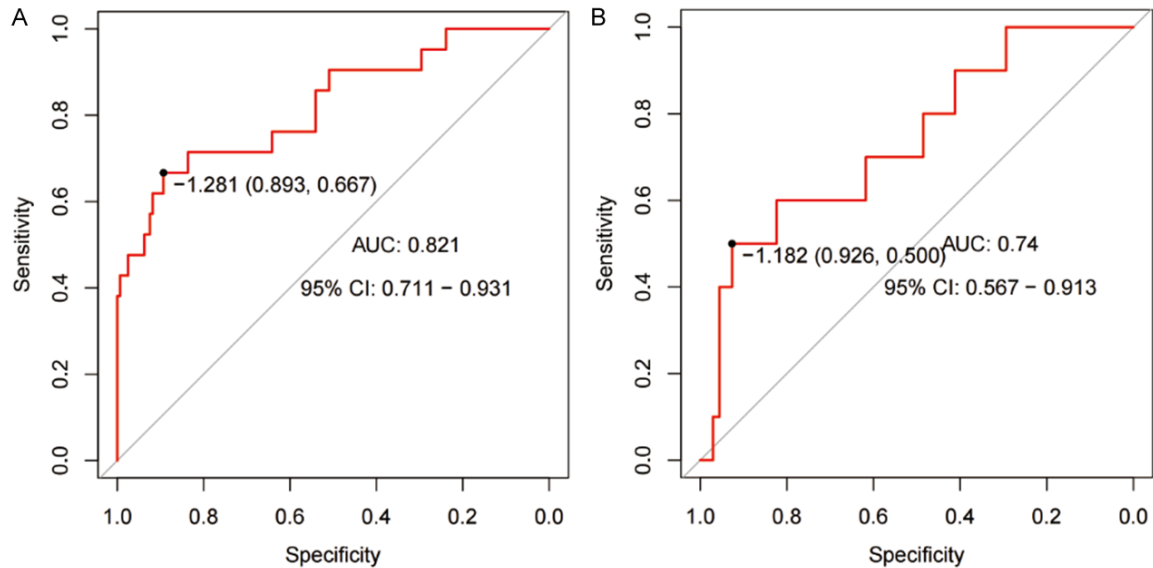 A
1.0
0.8
0.6
0.4
0.2
0.0
Sensitivity
−1.281 (0.893, 0.667)
AUC: 0.821
95% CI: 0.711 − 0.931
1.0 0.8 0.6 0.4 0.2 0.0
Specificity
B
1.0
0.8
0.6
0.4
0.2
0.0
Sensitivity
−1.182 (0.926, 0.500)
AUC: 0.74
95% CI: 0.567 − 0.913
1.0 0.8 0.6 0.4 0.2 0.0
Specificity